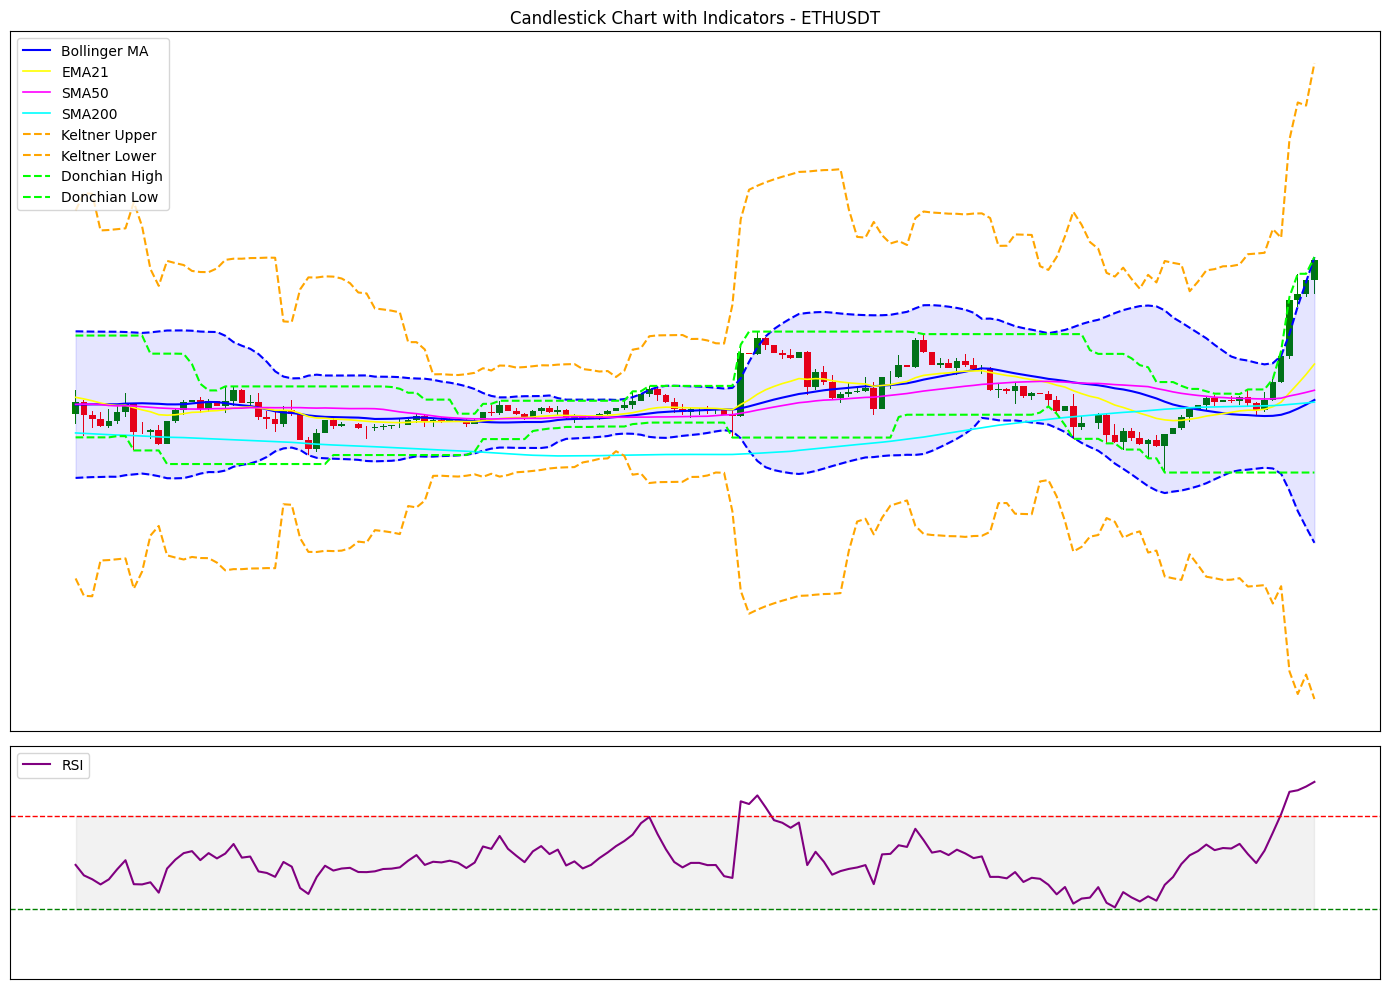 Candlestick Chart with Indicators - ETHUSDT
Bollinger MA
EMA21
SMA50
SMA200
Keltner Upper
Keltner Lower
Donchian High
Donchian Low
RSI